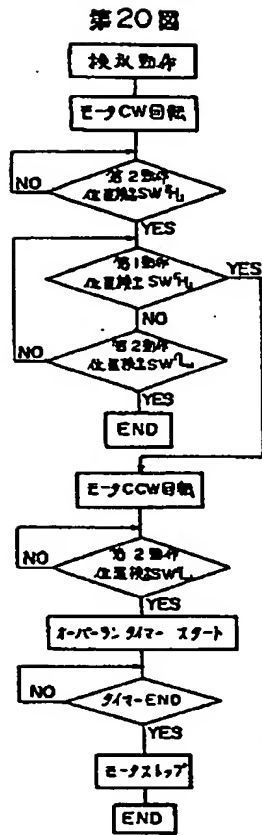 第20図
検放動作
モータCW回転
第2動作
位置検出SW「H」
NO
YES
第1動作
位置検出SW「H」
YES
NO
第2動作
位置検出SW「L」
NO
YES
END
モータCCW回転
第2動作
位置検出SW「L」
NO
YES
オーバーランタイマー スタート
タイマーEND
NO
YES
モータストップ
END